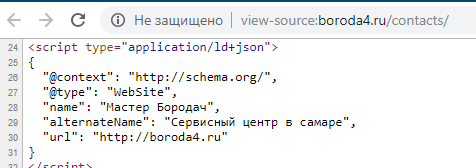 Не защищено | view-source:boroda4.ru/contacts/
24 <script type="application/ld+json">
25 {
26 "@context": "http://schema.org/",
27 "@type": "WebSite",
28 "name": "Мастер Бородач",
29 "alternateName": "Сервисный центр в самаре",
30 "url": "http://boroda4.ru"
31 }
32 </script>